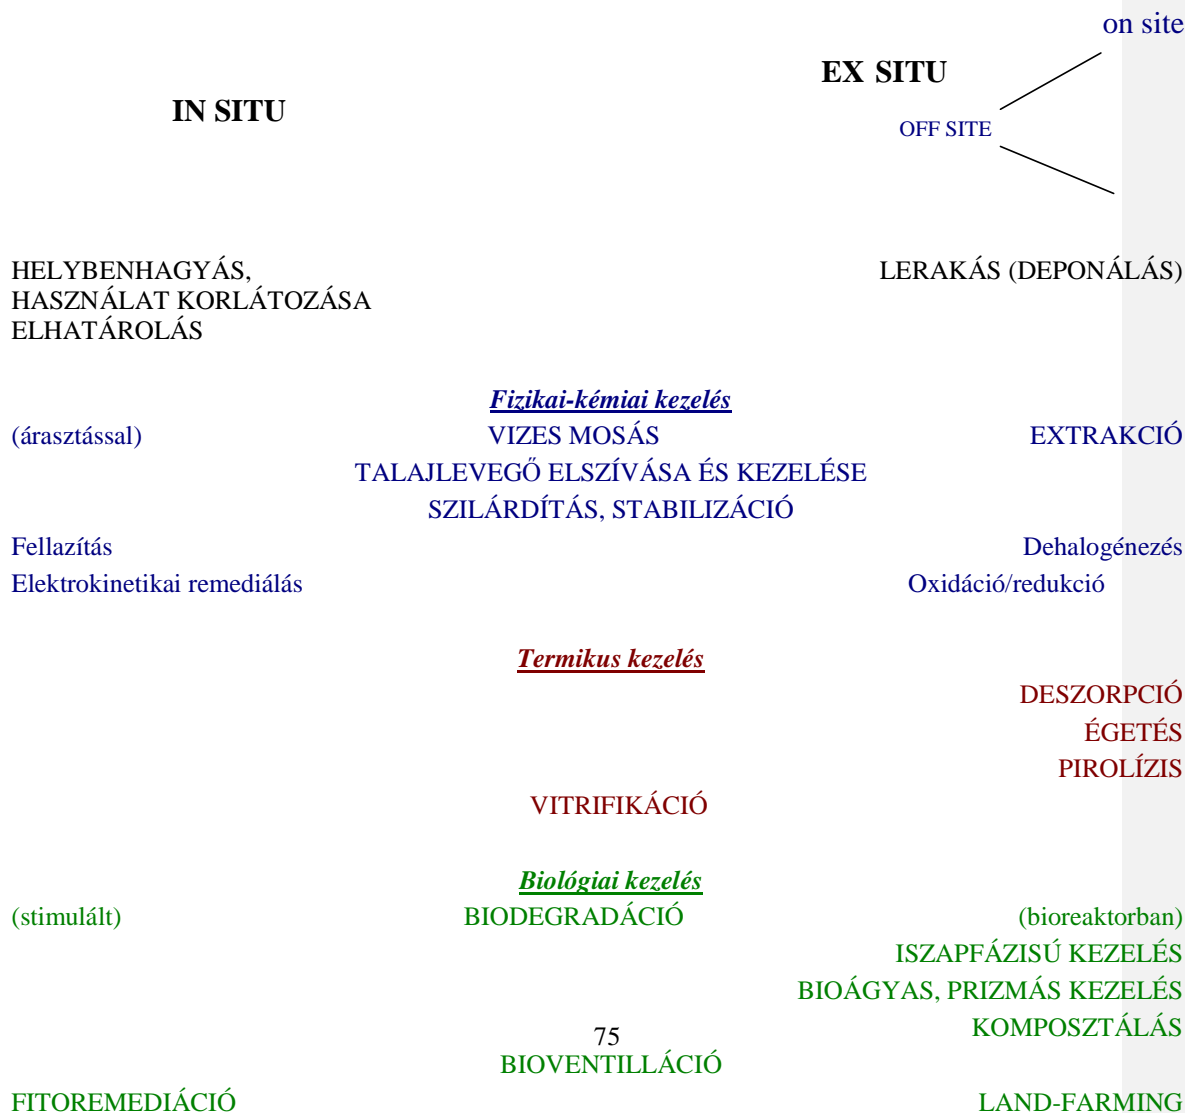 on site
EX SITU
IN SITU
OFF SITE
HELYBENHAGYÁS, LERAKÁS (DEPONÁLÁS)
HASZNÁLAT KORLÁTOZÁSA
ELHATÁROLÁS
Fizikai-kémiai kezelés
(árasztással) VIZES MOSÁS EXTRAKCIÓ
TALAJLEVEGŐ ELSZÍVÁSA ÉS KEZELÉSE
SZILÁRDÍTÁS, STABILIZÁCIÓ
Fellazítás Dehalogénezés
Elektrokinetikai remediálás Oxidáció/redukció
Termikus kezelés
DESZORPCIÓ
ÉGETÉS
PIROLÍZIS
VITRIFIKÁCIÓ
Biológiai kezelés
(stimulált) BIODEGRADÁCIÓ (bioreaktorban)
ISZAPFÁZISÚ KEZELÉS
BIOÁGYAS, PRIZMÁS KEZELÉS
KOMPOSZTÁLÁS
75
BIOVENTILLÁCIÓ
FITOREMEDIÁCIÓ LAND-FARMING